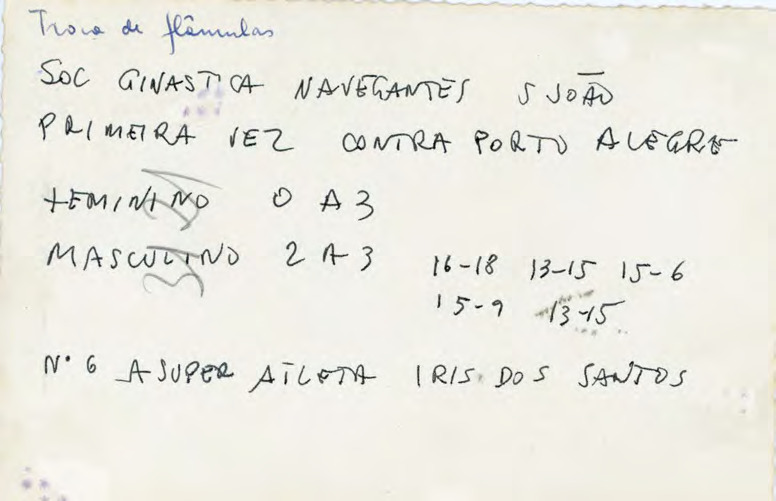 Troca de flâmulas
SOC GINASTICA NAVEGANTES S JOÃO
PRIMEIRA VEZ CONTRA PORTO ALEGRE
FEMININO 0 A 3
MASCULINO 2 A 3 16-18 13-15 15-6
15-9 13-15
Nº 6 A SUPER ATLETA IRIS DOS SANTOS